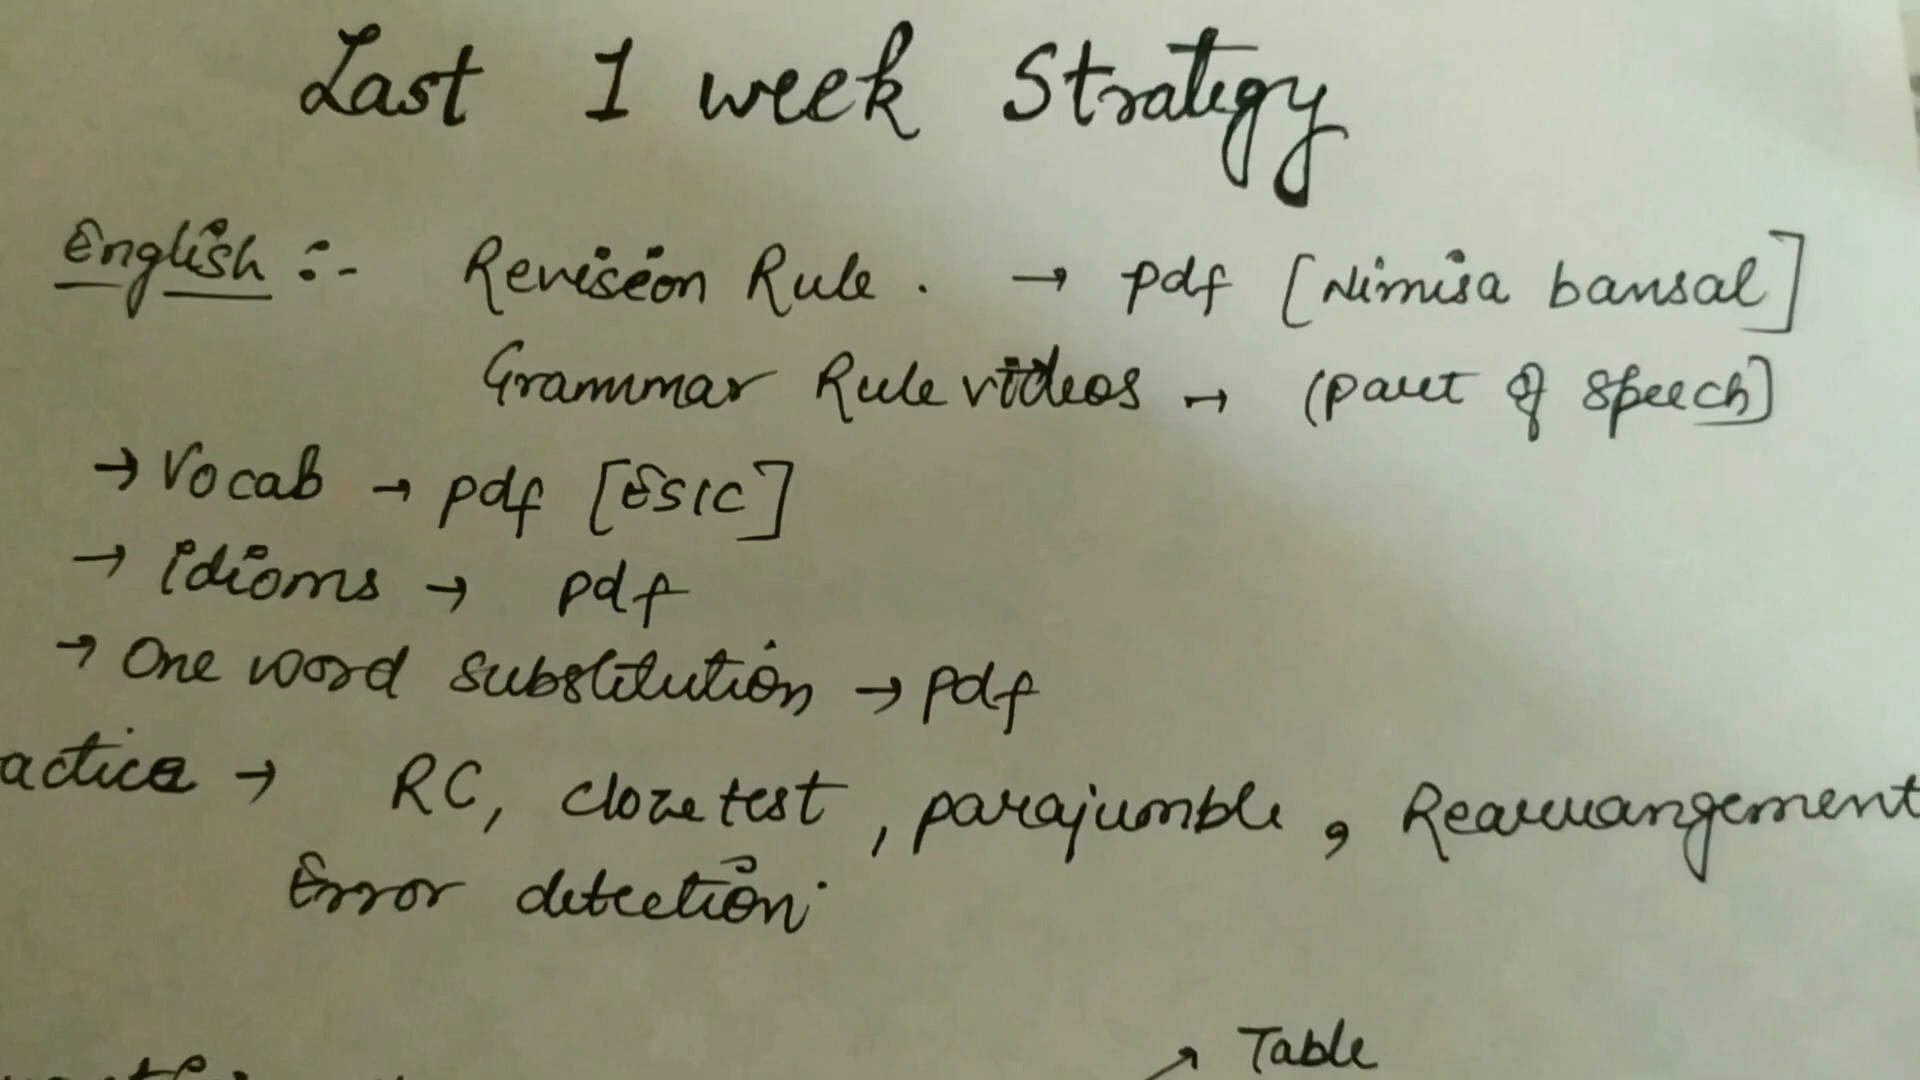 Last 1 week Strategy
English :- Revision Rule . → pdf [Nimisa bansal]
Grammar Rule videos → (part of speech]
→ Vocab → pdf [ESIC]
→ idioms → pdf
→ One word substitution → pdf
actice → RC, cloze test, parajumble, Rearrangement
Error detection
Table